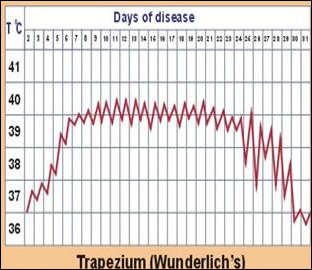 Days of disease
T °C
2 3 4 5 6 7 8 9 10 11 12 13 14 15 16 17 18 19 20 21 22 23 24 25 26 27 28 29 30 31
41
40
39
38
37
36
Trapezium (Wunderlich's)